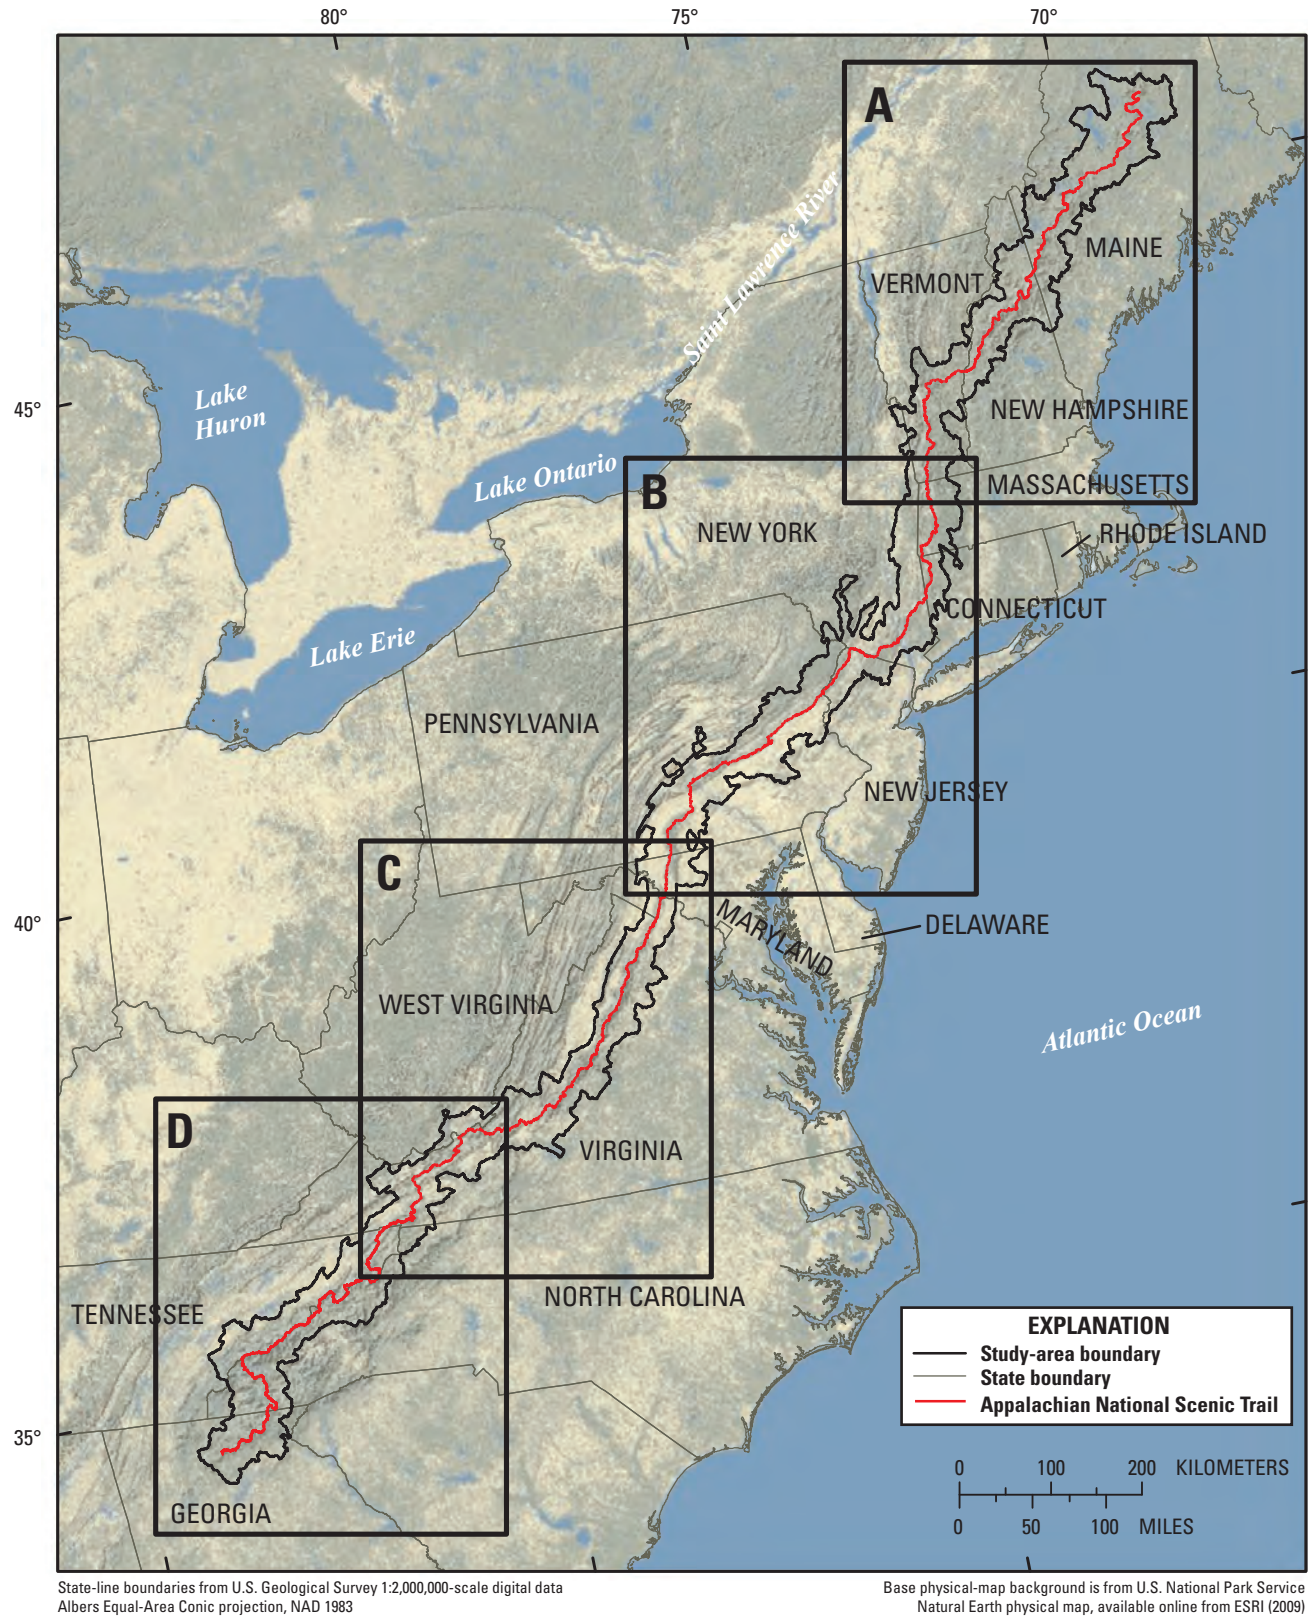 80°
75°
70°
A
Saint Lawrence River
MAINE
VERMONT
Lake
Huron
45°
NEW HAMPSHIRE
Lake Ontario
B
MASSACHUSETTS
NEW YORK
RHODE ISLAND
CONNECTICUT
Lake Erie
PENNSYLVANIA
NEW JERSEY
C
40°
MARYLAND
DELAWARE
WEST VIRGINIA
Atlantic Ocean
D
VIRGINIA
TENNESSEE
NORTH CAROLINA
EXPLANATION
Study-area boundary
State boundary
Appalachian National Scenic Trail
35°
0 100 200 KILOMETERS
GEORGIA
0 50 100 MILES
State-line boundaries from U.S. Geological Survey 1:2,000,000-scale digital data
Albers Equal-Area Conic projection, NAD 1983
Base physical-map background is from U.S. National Park Service
Natural Earth physical map, available online from ESRI (2009)